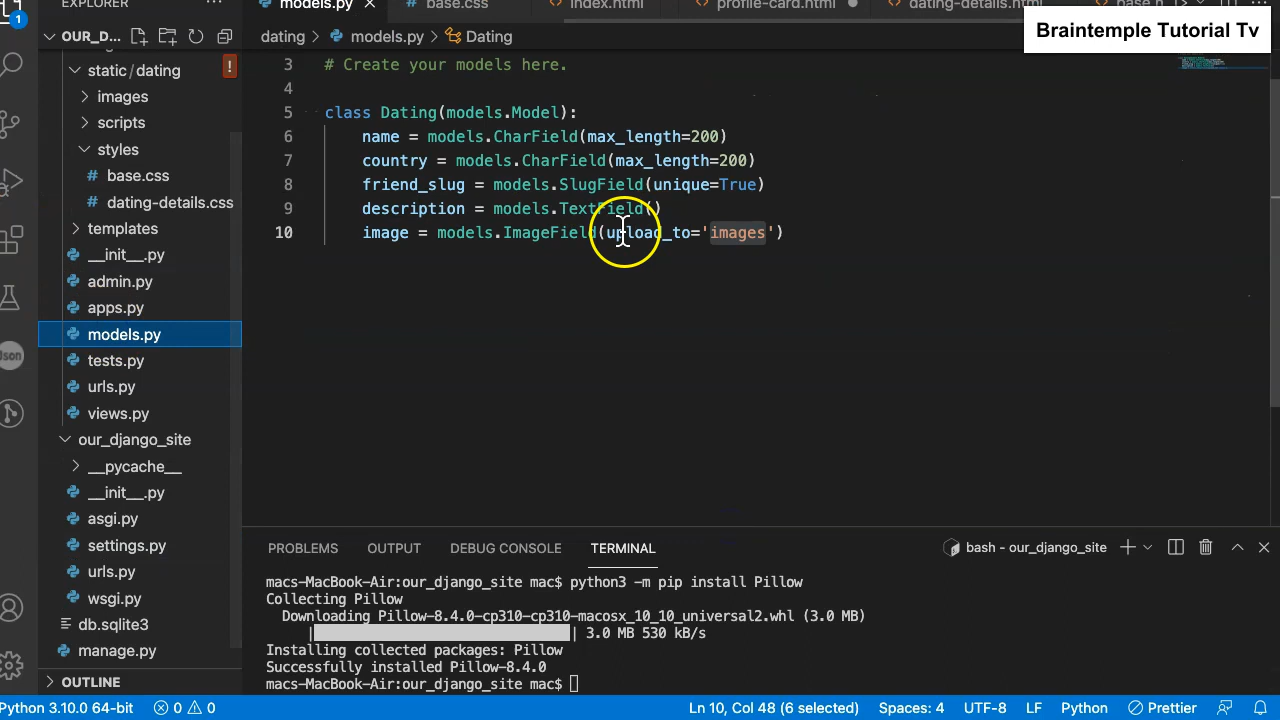 EXPLORER
models.py
base.css
index.html
profile-card.html
dating-details.html
Braintemple Tutorial Tv
1
OUR_D...
dating > models.py > Dating
static/dating
!
images
scripts
styles
base.css
dating-details.css
templates
__init__.py
admin.py
apps.py
models.py
tests.py
urls.py
views.py
our_django_site
__pycache__
__init__.py
asgi.py
settings.py
urls.py
wsgi.py
db.sqlite3
manage.py
OUTLINE
3 # Create your models here.
4
5 class Dating(models.Model):
6 name = models.CharField(max_length=200)
7 country = models.CharField(max_length=200)
8 friend_slug = models.SlugField(unique=True)
9 description = models.TextField()
10 image = models.ImageField(upload_to='images')
PROBLEMS OUTPUT DEBUG CONSOLE TERMINAL
bash - our_django_site
macs-MacBook-Air:our_django_site mac$ python3 -m pip install Pillow
Collecting Pillow
Downloading Pillow-8.4.0-cp310-cp310-macosx_10_10_universal2.whl (3.0 MB)
| | 3.0 MB 530 kB/s
Installing collected packages: Pillow
Successfully installed Pillow-8.4.0
macs-MacBook-Air:our_django_site mac$
Python 3.10.0 64-bit 0 0 Ln 10, Col 48 (6 selected) Spaces: 4 UTF-8 LF Python Prettier